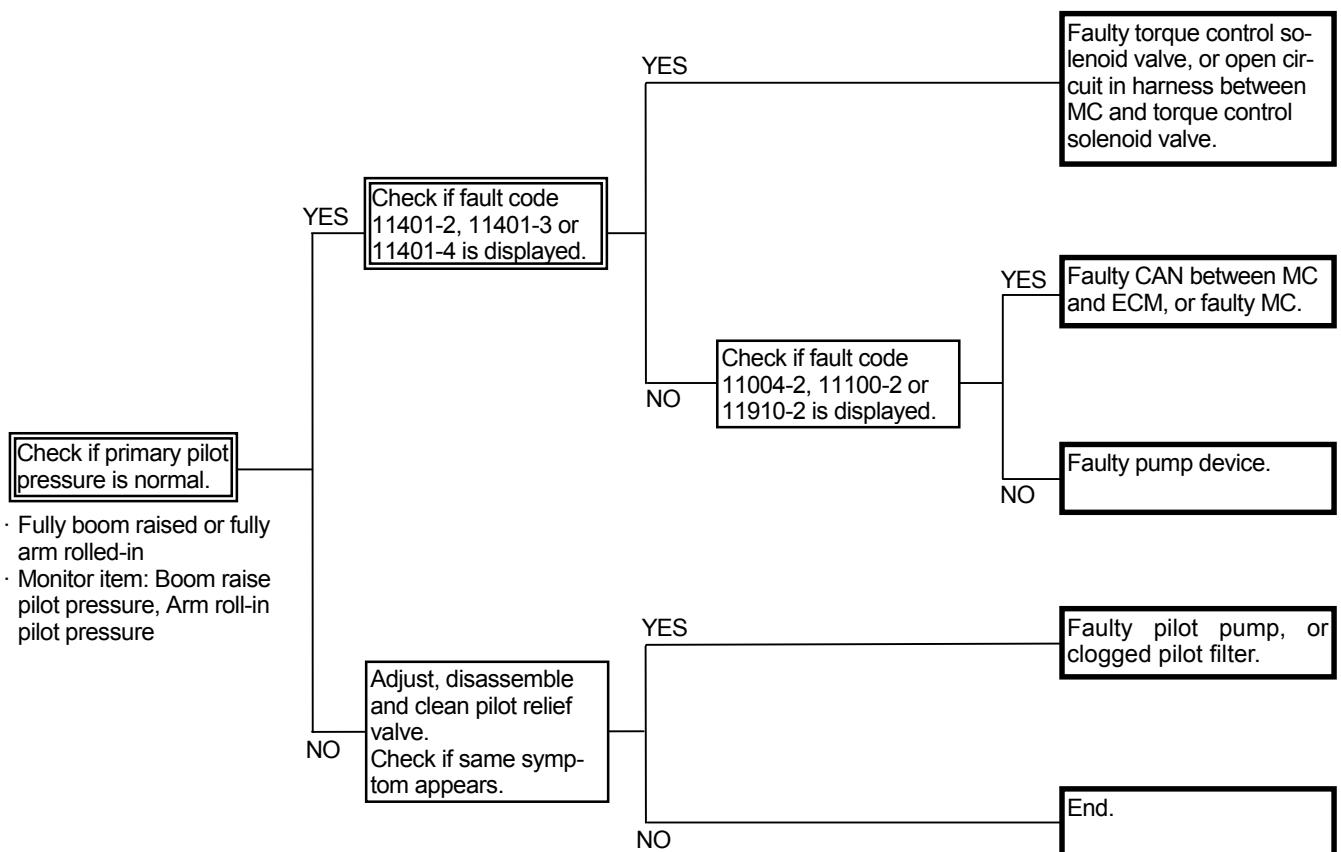 Faulty torque control so-
lenoid valve, or open cir-
cuit in harness between
MC and torque control
solenoid valve.
YES
Check if fault code
11401-2, 11401-3 or
11401-4 is displayed.
YES
Faulty CAN between MC
and ECM, or faulty MC.
YES
Check if fault code
11004-2, 11100-2 or
11910-2 is displayed.
NO
Check if primary pilot
pressure is normal.
Faulty pump device.
NO
· Fully boom raised or fully
arm rolled-in
· Monitor item: Boom raise
pilot pressure, Arm roll-in
pilot pressure
YES
Faulty pilot pump, or
clogged pilot filter.
Adjust, disassemble
and clean pilot relief
valve.
Check if same symp-
tom appears.
NO
End.
NO